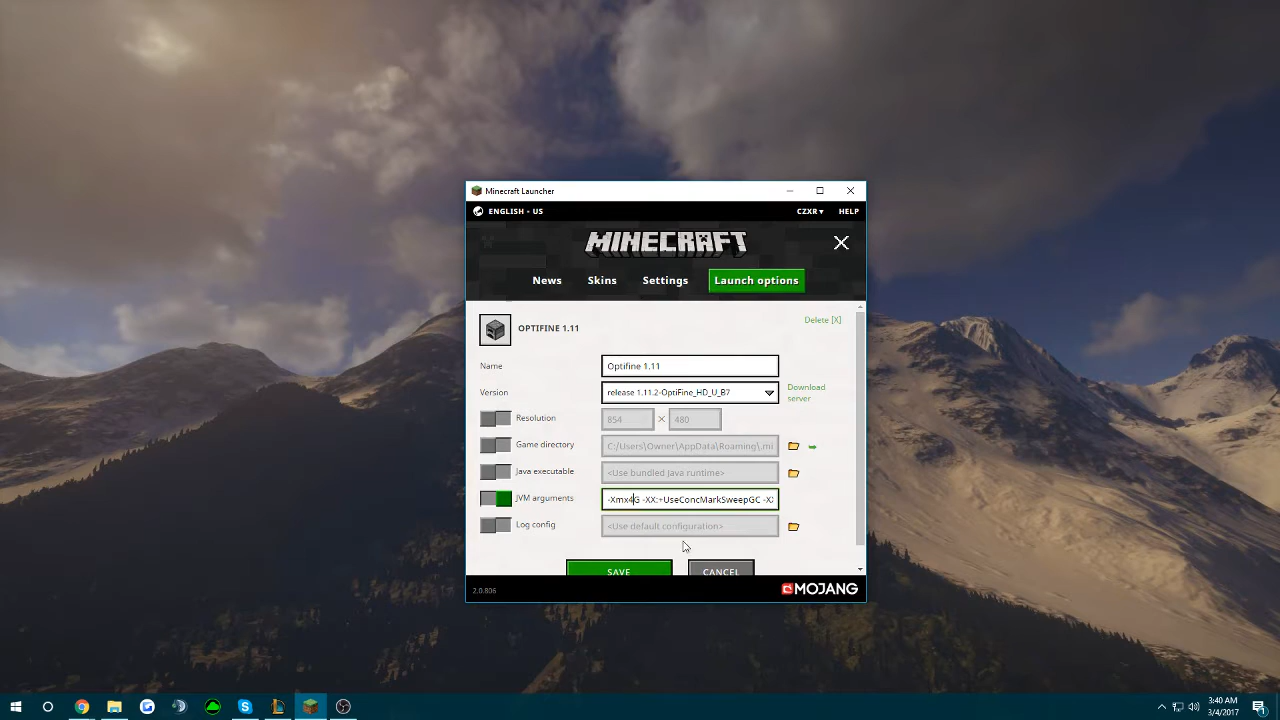 Minecraft Launcher
ENGLISH - US
CZXR▾ HELP
MINECRAFT
News Skins Settings Launch options
OPTIFINE 1.11
Delete [X]
Name Optifine 1.11
Version release 1.11.2-OptiFine_HD_U_B7
Download
server
Resolution 854 × 480
Game directory C:/Users\Owner\AppData\Roaming\.mi
Java executable <Use bundled Java runtime>
JVM arguments -Xmx4G -XX:+UseConcMarkSweepGC -X
Log config <Use default configuration>
SAVE CANCEL
2.0.806
MOJANG
3:40 AM
3/4/2017